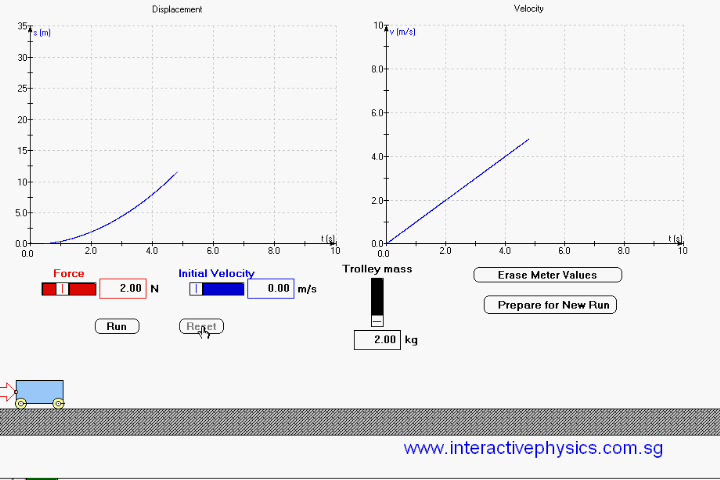 Displacement
Velocity
35
s (m)
30
25
20
15
10
5.0
0.0
0.0
2.0
4.0
6.0
8.0
10
t (s)
10
v (m/s)
8.0
6.0
4.0
2.0
0.0
0.0
2.0
4.0
6.0
8.0
10
t (s)
Force
2.00 N
Initial Velocity
0.00 m/s
Trolley mass
2.00 kg
Erase Meter Values
Prepare for New Run
Run
Reset
www.interactivephysics.com.sg